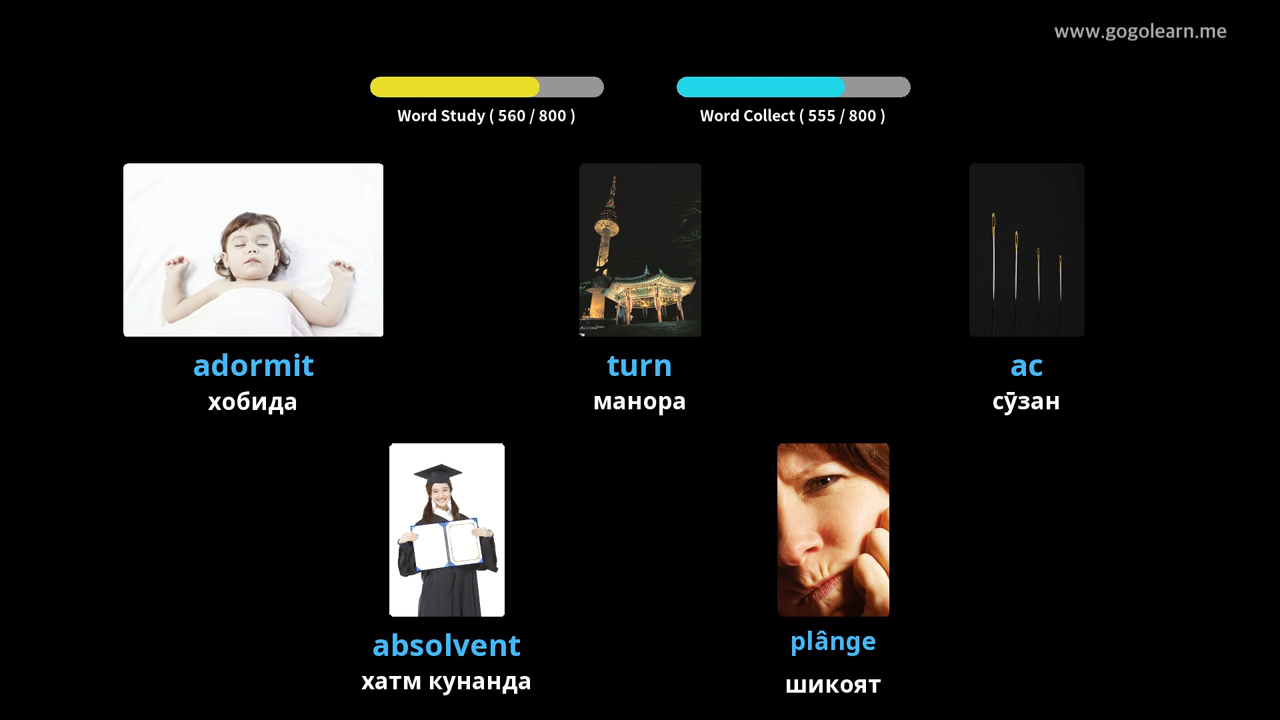 www.gogolearn.me
Word Study ( 560 / 800 )
Word Collect ( 555 / 800 )
adormit
хобида
turn
манора
ac
сӯзан
absolvent
хатм кунанда
plânge
шикоят